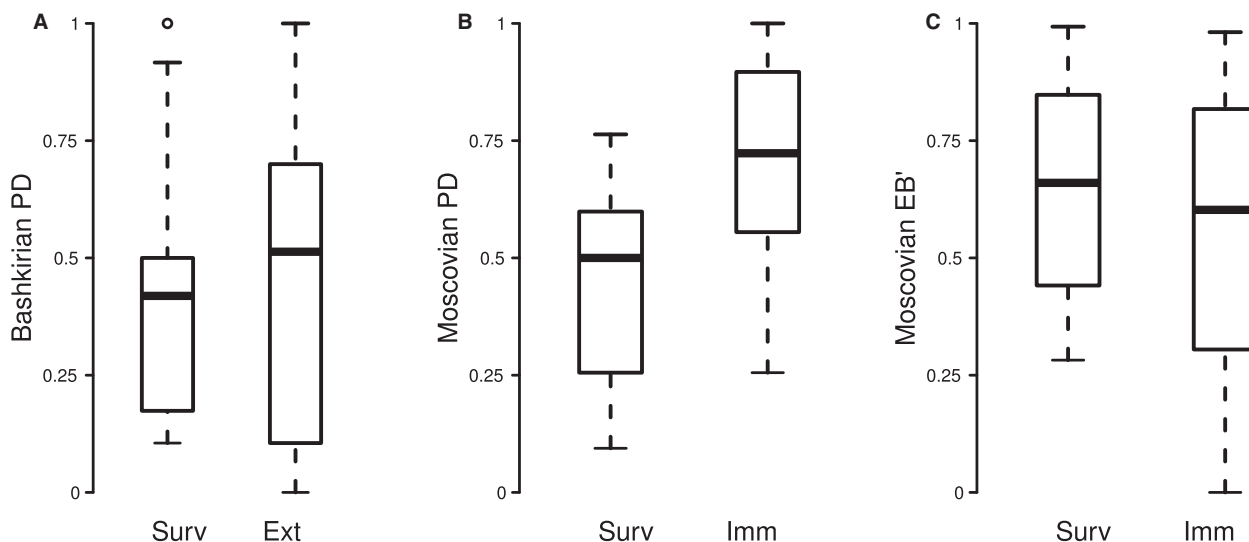 A
Bashkirian PD
1
0.75
0.5
0.25
0
Surv Ext
B
Moscovian PD
1
0.75
0.5
0.25
0
Surv Imm
C
Moscovian EB'
1
0.75
0.5
0.25
0
Surv Imm